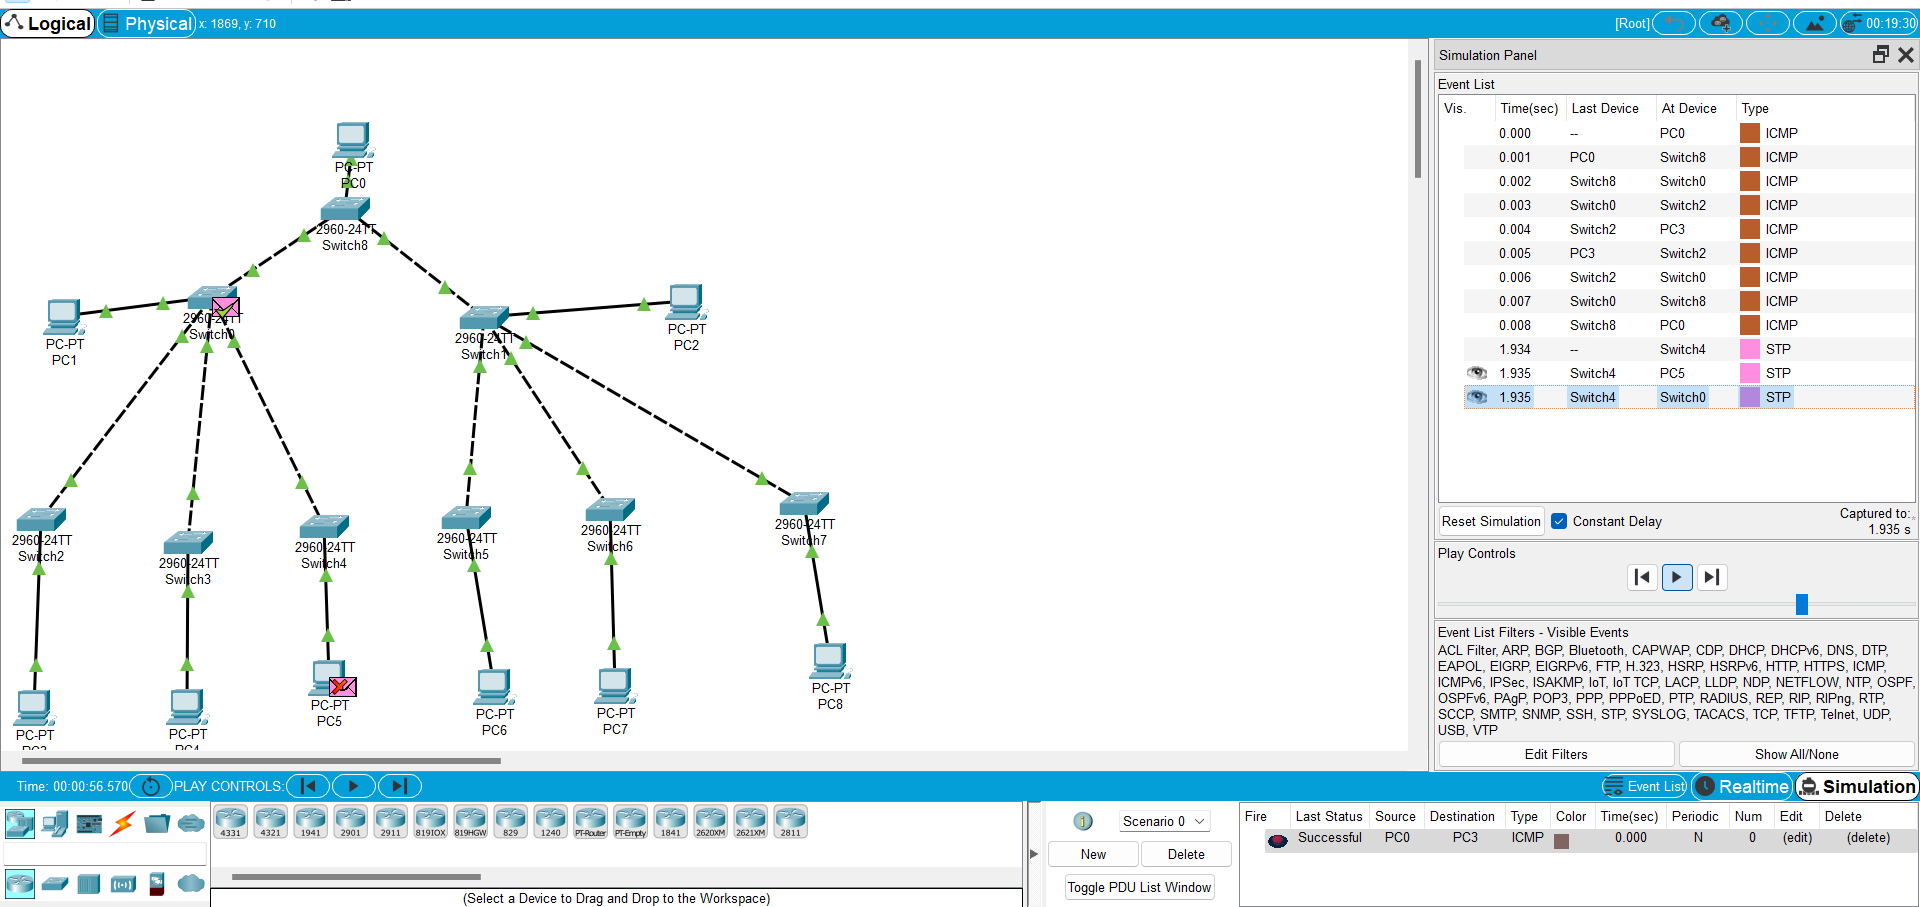 Logical
Physical
x: 1869, y: 710
[Root]
00:19:30
PC-PT
PC0
2960-24TT
Switch8
PC-PT
PC1
2960-24TT
Switch0
2960-24TT
Switch1
PC-PT
PC2
2960-24TT
Switch2
2960-24TT
Switch3
2960-24TT
Switch4
2960-24TT
Switch5
2960-24TT
Switch6
2960-24TT
Switch7
PC-PT
PC3
PC-PT
PC4
PC-PT
PC5
PC-PT
PC6
PC-PT
PC7
PC-PT
PC8
Simulation Panel
Event List
Vis. Time(sec) Last Device At Device Type
0.000 -- PC0 ICMP
0.001 PC0 Switch8 ICMP
0.002 Switch8 Switch0 ICMP
0.003 Switch0 Switch2 ICMP
0.004 Switch2 PC3 ICMP
0.005 PC3 Switch2 ICMP
0.006 Switch2 Switch0 ICMP
0.007 Switch0 Switch8 ICMP
0.008 Switch8 PC0 ICMP
1.934 -- Switch4 STP
1.935 Switch4 PC5 STP
1.935 Switch4 Switch0 STP
Reset Simulation
Constant Delay
Captured to:
1.935 s
Play Controls
Event List Filters - Visible Events
ACL Filter, ARP, BGP, Bluetooth, CAPWAP, CDP, DHCP, DHCPv6, DNS, DTP,
EAPOL, EIGRP, EIGRPv6, FTP, H.323, HSRP, HSRPv6, HTTP, HTTPS, ICMP,
ICMPv6, IPSec, ISAKMP, IoT, IoT TCP, LACP, LLDP, NDP, NETFLOW, NTP, OSPF,
OSPFv6, PAgP, POP3, PPP, PPPoED, PTP, RADIUS, REP, RIP, RIPng, RTP,
SCCP, SMTP, SNMP, SSH, STP, SYSLOG, TACACS, TCP, TFTP, Telnet, UDP,
USB, VTP
Edit Filters
Show All/None
Time: 00:00:56.570
PLAY CONTROLS:
Event List
Realtime
Simulation
4331
4321
1941
2901
2911
819IOX
819HGW
829
1240
PT-Router
PT-Empty
1841
2620XM
2621XM
2811
(Select a Device to Drag and Drop to the Workspace)
Scenario 0
New
Delete
Toggle PDU List Window
Fire Last Status Source Destination Type Color Time(sec) Periodic Num Edit Delete
Successful PC0 PC3 ICMP 0.000 N 0 (edit) (delete)